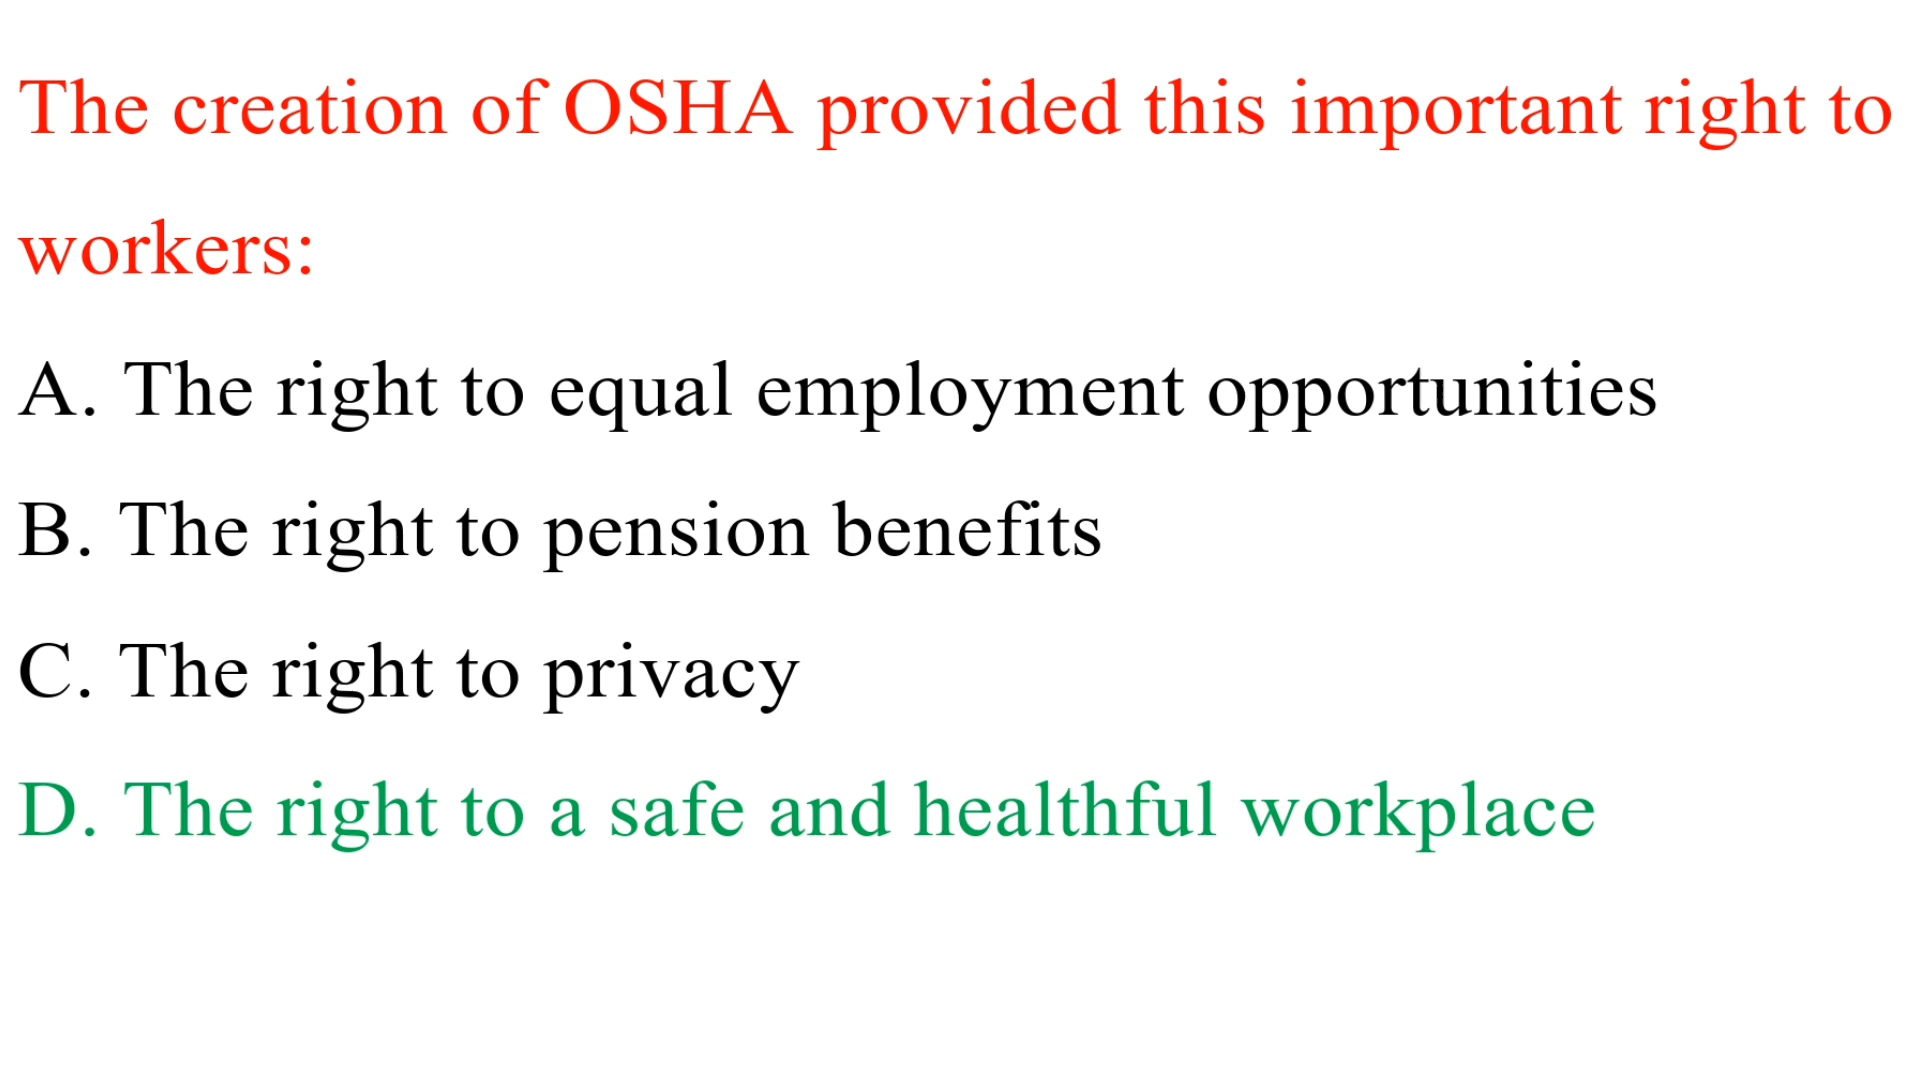 The creation of OSHA provided this important right to
workers:
A. The right to equal employment opportunities
B. The right to pension benefits
C. The right to privacy
D. The right to a safe and healthful workplace